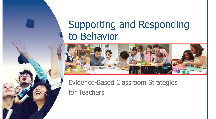 Supporting and Responding
to Behavior
Evidence-Based Classroom Strategies
for Teachers